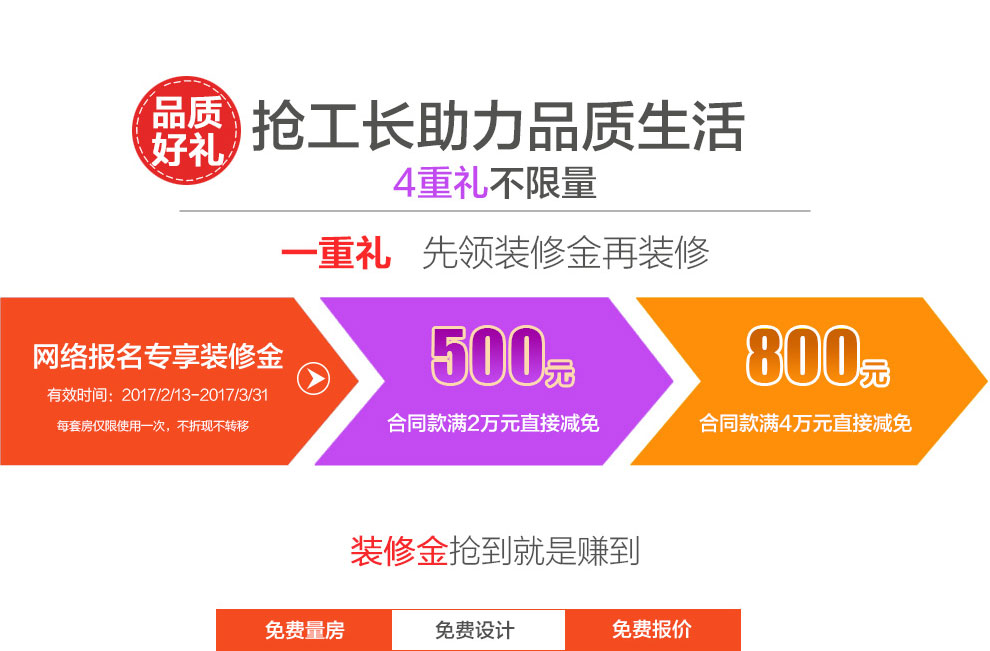 品质
好礼
抢工长助力品质生活
4重礼不限量
一重礼 先领装修金再装修
网络报名专享装修金
有效时间：2017/2/13-2017/3/31
每套房仅限使用一次，不折现不转移
500元
合同款满2万元直接减免
800元
合同款满4万元直接减免
装修金抢到就是赚到
免费量房 免费设计 免费报价